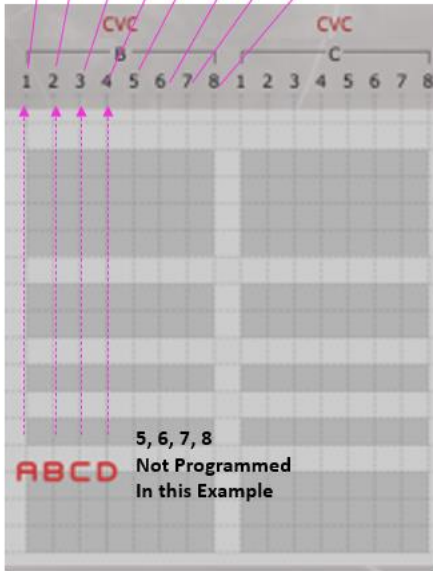 CVC CVC
B C
1 2 3 4 5 6 7 8 1 2 3 4 5 6 7 8
5, 6, 7, 8
Not Programmed
ABCD In this Example